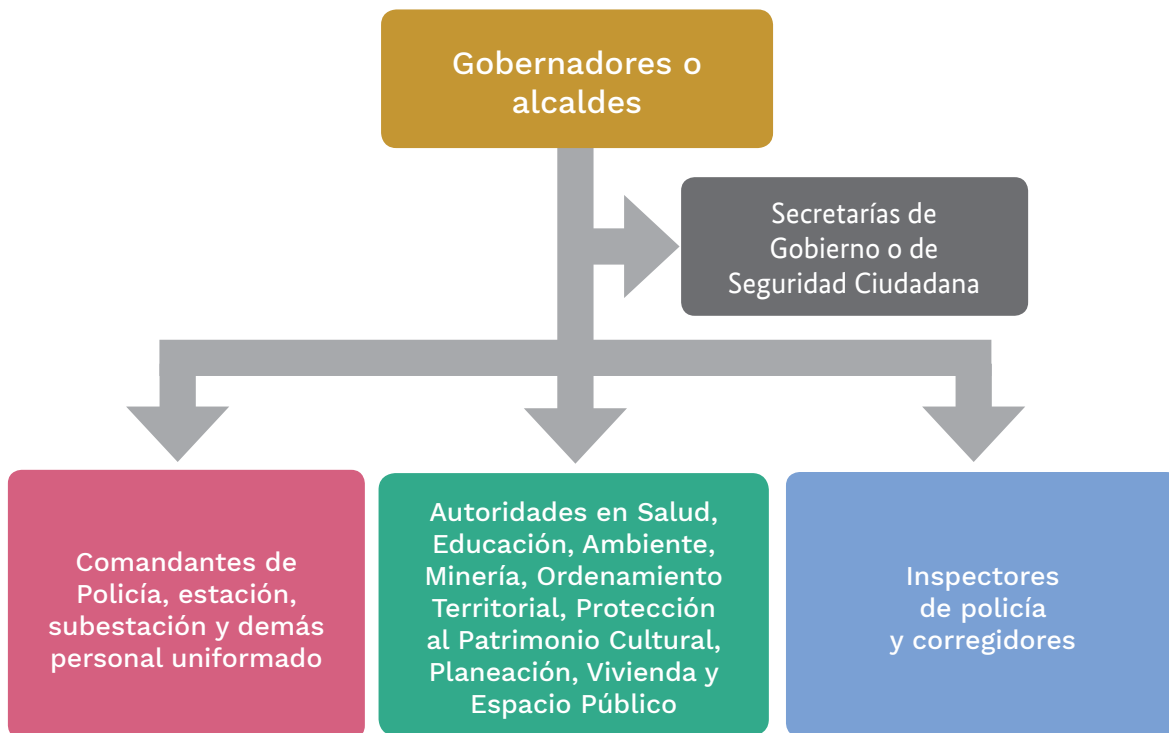 Gobernadores o
alcaldes
Secretarías de
Gobierno o de
Seguridad Ciudadana
Comandantes de
Policía, estación,
subestación y demás
personal uniformado
Autoridades en Salud,
Educación, Ambiente,
Minería, Ordenamiento
Territorial, Protección
al Patrimonio Cultural,
Planeación, Vivienda y
Espacio Público
Inspectores
de policía
y corregidores